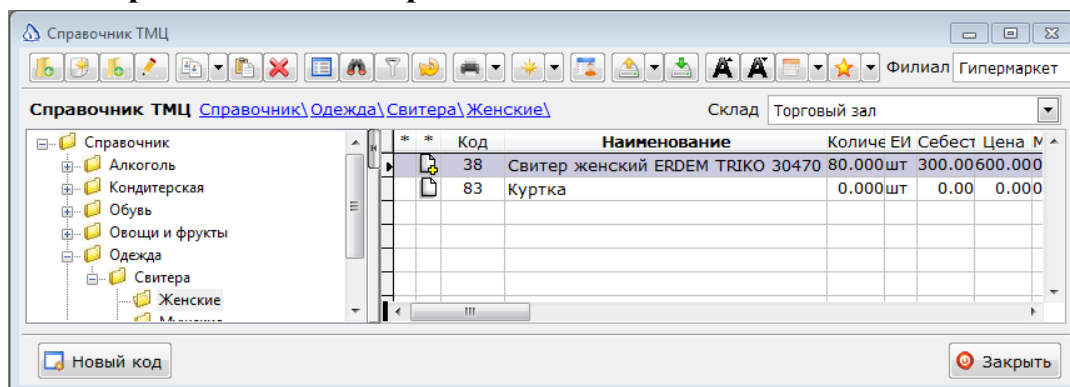 Справочник ТМЦ
Филиал Гипермаркет
Справочник ТМЦ Справочник\ Одежда\ Свитера\ Женские\ Склад Торговый зал
Справочник
Алкоголь
Кондитерская
Обувь
Овощи и фрукты
Одежда
Свитера
Женские
* * Код Наименование Количе ЕИ Себест Цена М
38 Свитер женский ERDEM TRIKO 30470 80.000 шт 300.00 600.000
83 Куртка 0.000 шт 0.00 0.000
Новый код Закрыть